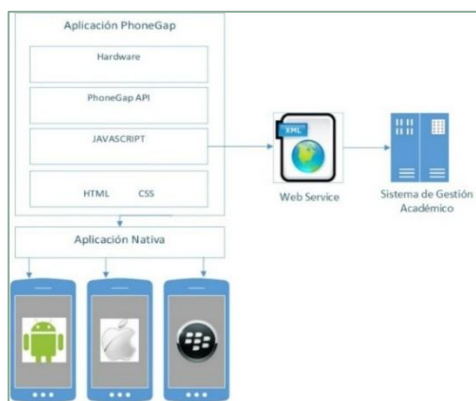 Aplicación PhoneGap
Hardware
PhoneGap API
JAVASCRIPT
HTML CSS
XML
Web Service
Sistema de Gestión
Académico
Aplicación Nativa